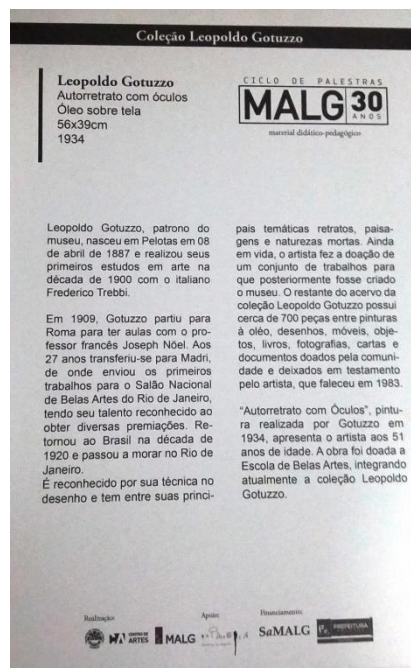 Coleção Leopoldo Gotuzzo
Leopoldo Gotuzzo
Autorretrato com óculos
Óleo sobre tela
56x39cm
1934
CICLO DE PALESTRAS
MALG 30
ANOS
material didático-pedagógico
Leopoldo Gotuzzo, patrono do
museu, nasceu em Pelotas em 08
de abril de 1887 e realizou seus
primeiros estudos em arte na
década de 1900 com o italiano
Frederico Trebbi.
Em 1909, Gotuzzo partiu para
Roma para ter aulas com o pro-
fessor francês Joseph Nöel. Aos
27 anos transferiu-se para Madri,
de onde enviou os primeiros
trabalhos para o Salão Nacional
de Belas Artes do Rio de Janeiro,
tendo seu talento reconhecido ao
obter diversas premiações. Re-
tornou ao Brasil na década de
1920 e passou a morar no Rio de
Janeiro.
É reconhecido por sua técnica no
desenho e tem entre suas princi-
pais temáticas retratos, paisa-
gens e naturezas mortas. Ainda
em vida, o artista fez a doação de
um conjunto de trabalhos para
que posteriormente fosse criado
o museu. O restante do acervo da
coleção Leopoldo Gotuzzo possui
cerca de 700 peças entre pinturas
à oléo, desenhos, móveis, obje-
tos, livros, fotografias, cartas e
documentos doados pela comuni-
dade e deixados em testamento
pelo artista, que faleceu em 1983.
"Autorretrato com Óculos", pintu-
ra realizada por Gotuzzo em
1934, apresenta o artista aos 51
anos de idade. A obra foi doada a
Escola de Belas Artes, integrando
atualmente a coleção Leopoldo
Gotuzzo.
Realização:
Apoio:
Financiamento:
CENTRO DE
ARTES
MALG
SaMALG
PREFEITURA